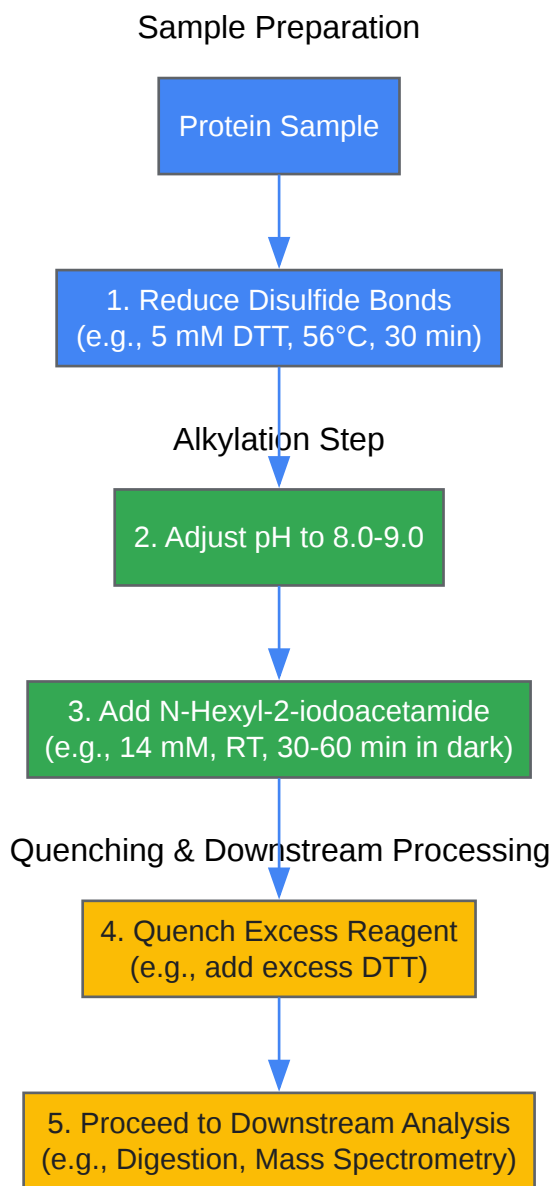 Sample Preparation
Protein Sample
1. Reduce Disulfide Bonds
(e.g., 5 mM DTT, 56°C, 30 min)
Alkylation Step
2. Adjust pH to 8.0-9.0
3. Add N-Hexyl-2-iodoacetamide
(e.g., 14 mM, RT, 30-60 min in dark)
Quenching & Downstream Processing
4. Quench Excess Reagent
(e.g., add excess DTT)
5. Proceed to Downstream Analysis
(e.g., Digestion, Mass Spectrometry)